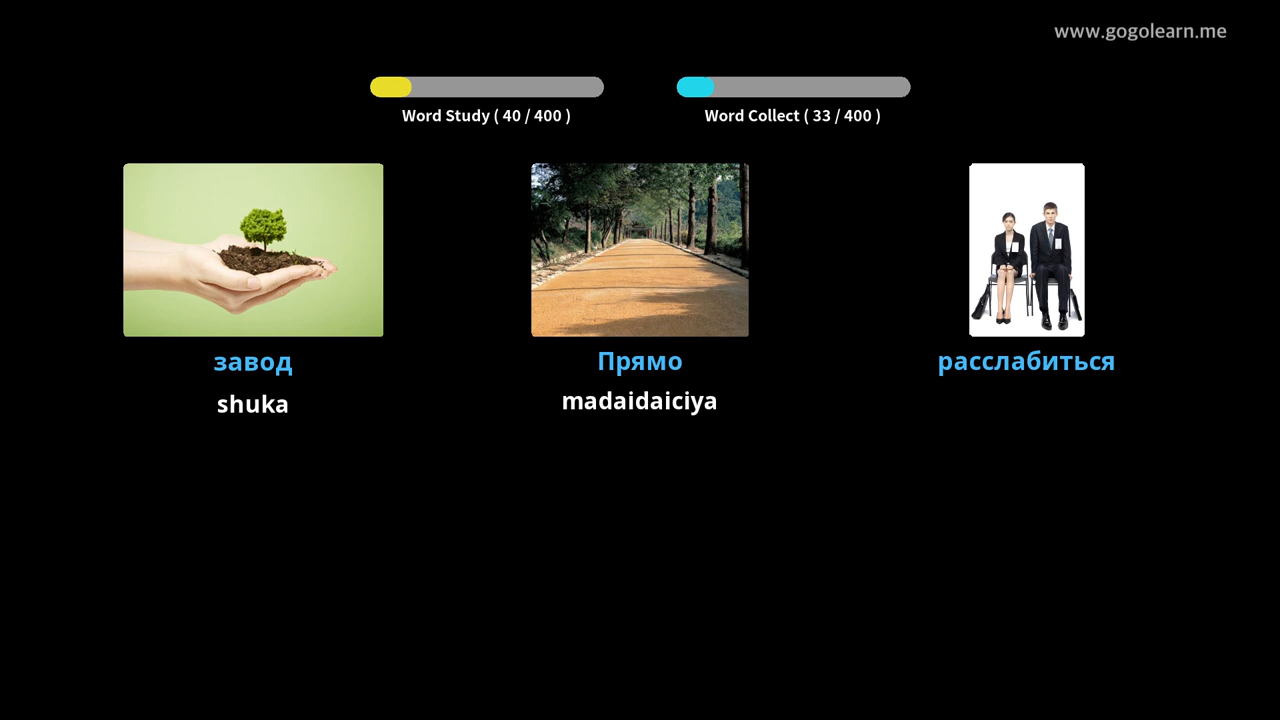 www.gogolearn.me
Word Study ( 40 / 400 )
Word Collect ( 33 / 400 )
завод
Прямо
расслабиться
shuka
madaidaiciya